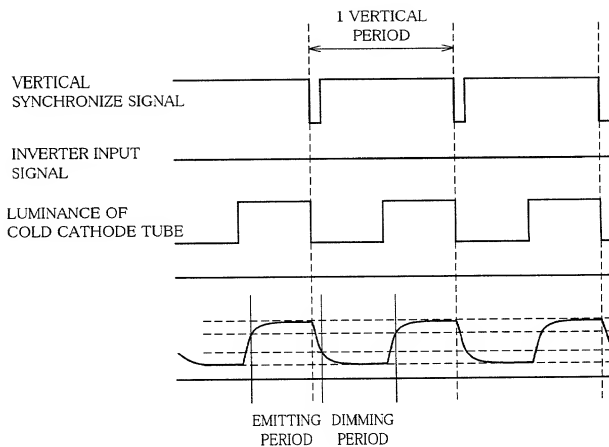 1 VERTICAL
PERIOD
VERTICAL
SYNCHRONIZE SIGNAL
INVERTER INPUT
SIGNAL
LUMINANCE OF
COLD CATHODE TUBE
EMITTING
PERIOD
DIMMING
PERIOD